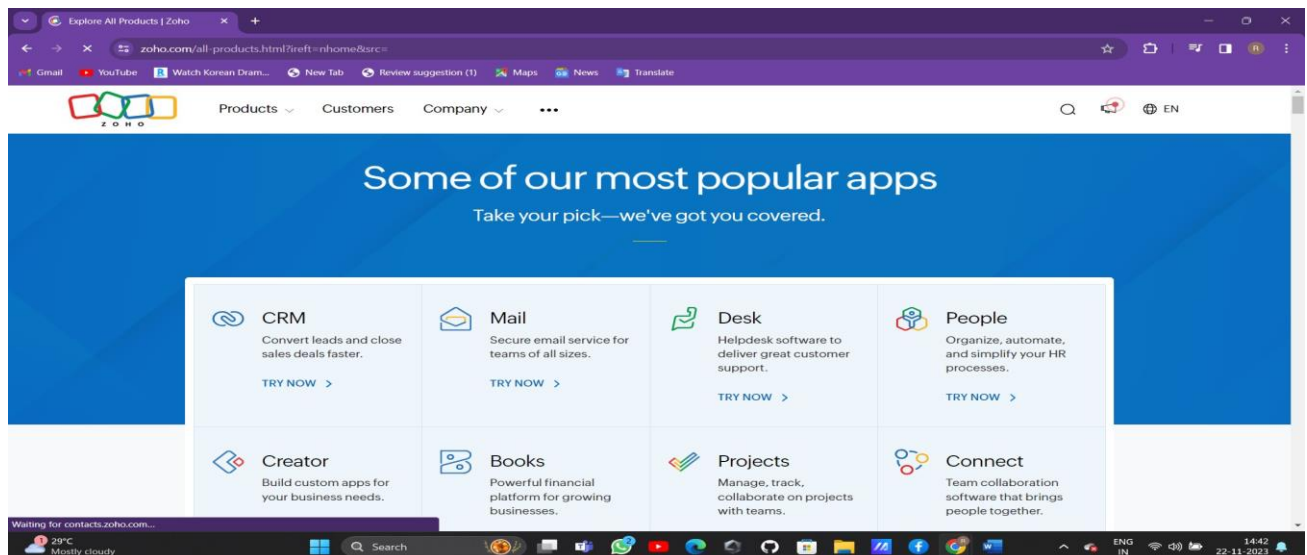 Explore All Products | Zoho
zoho.com/all-products.html?ireft=nhome&src=
Gmail YouTube Watch Korean Dram... New Tab Review suggestion (1) Maps News Translate
ZOHO Products Customers Company ••• EN
Some of our most popular apps
Take your pick—we've got you covered.
CRM
Convert leads and close
sales deals faster.
TRY NOW >
Mail
Secure email service for
teams of all sizes.
TRY NOW >
Desk
Helpdesk software to
deliver great customer
support.
TRY NOW >
People
Organize, automate,
and simplify your HR
processes.
TRY NOW >
Creator
Build custom apps for
your business needs.
Books
Powerful financial
platform for growing
businesses.
Projects
Manage, track,
collaborate on projects
with teams.
Connect
Team collaboration
software that brings
people together.
Waiting for contacts.zoho.com...
29°C
Mostly cloudy
Search
ENG
IN
14:42
22-11-2023